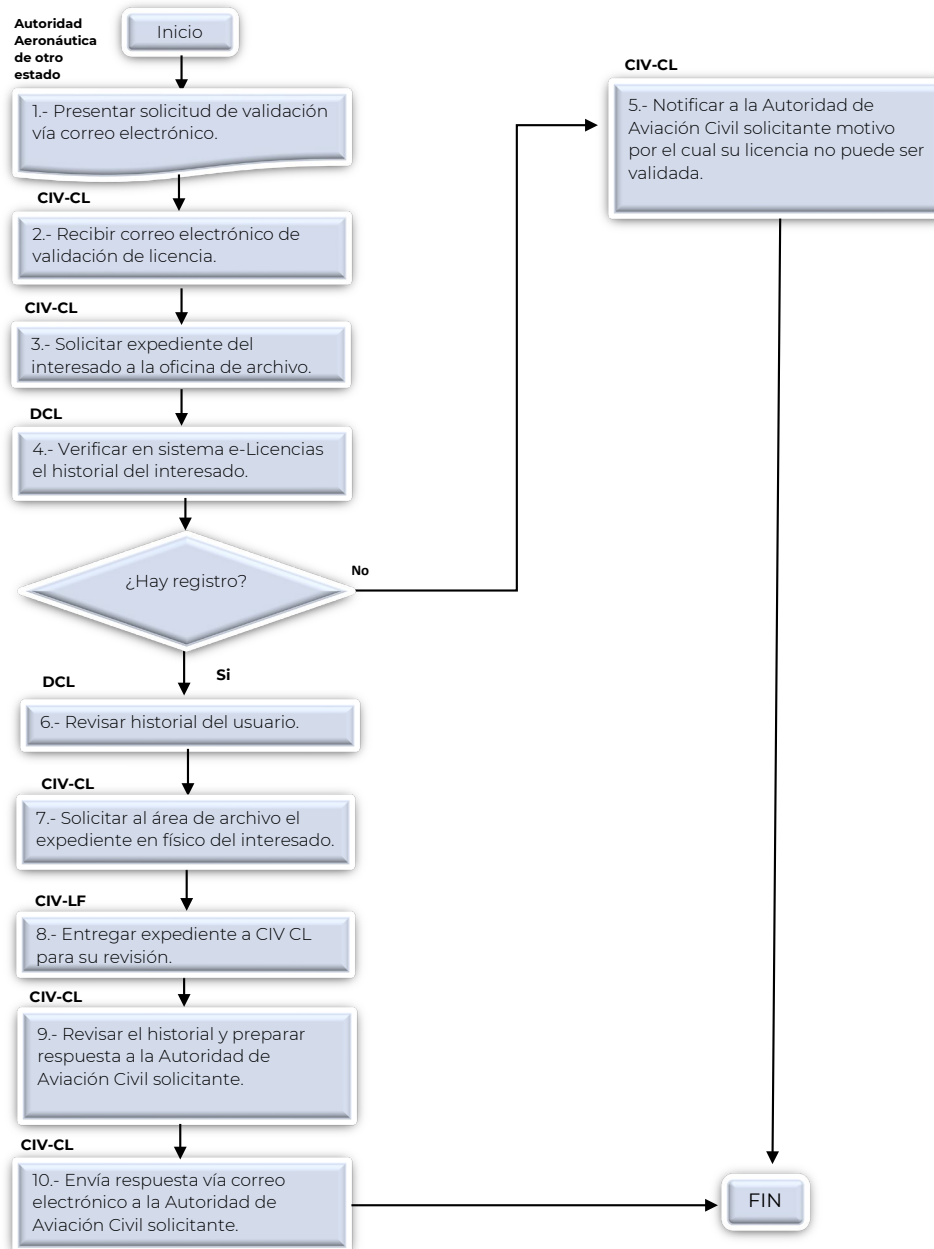 Autoridad
Aeronáutica
de otro
estado
Inicio
1.- Presentar solicitud de validación
vía correo electrónico.
CIV-CL
2.- Recibir correo electrónico de
validación de licencia.
CIV-CL
3.- Solicitar expediente del
interesado a la oficina de archivo.
DCL
4.- Verificar en sistema e-Licencias
el historial del interesado.
¿Hay registro?
No
CIV-CL
5.- Notificar a la Autoridad de
Aviación Civil solicitante motivo
por el cual su licencia no puede ser
validada.
Si
DCL
6.- Revisar historial del usuario.
CIV-CL
7.- Solicitar al área de archivo el
expediente en físico del interesado.
CIV-LF
8.- Entregar expediente a CIV CL
para su revisión.
CIV-CL
9.- Revisar el historial y preparar
respuesta a la Autoridad de
Aviación Civil solicitante.
CIV-CL
10.- Envía respuesta vía correo
electrónico a la Autoridad de
Aviación Civil solicitante.
FIN